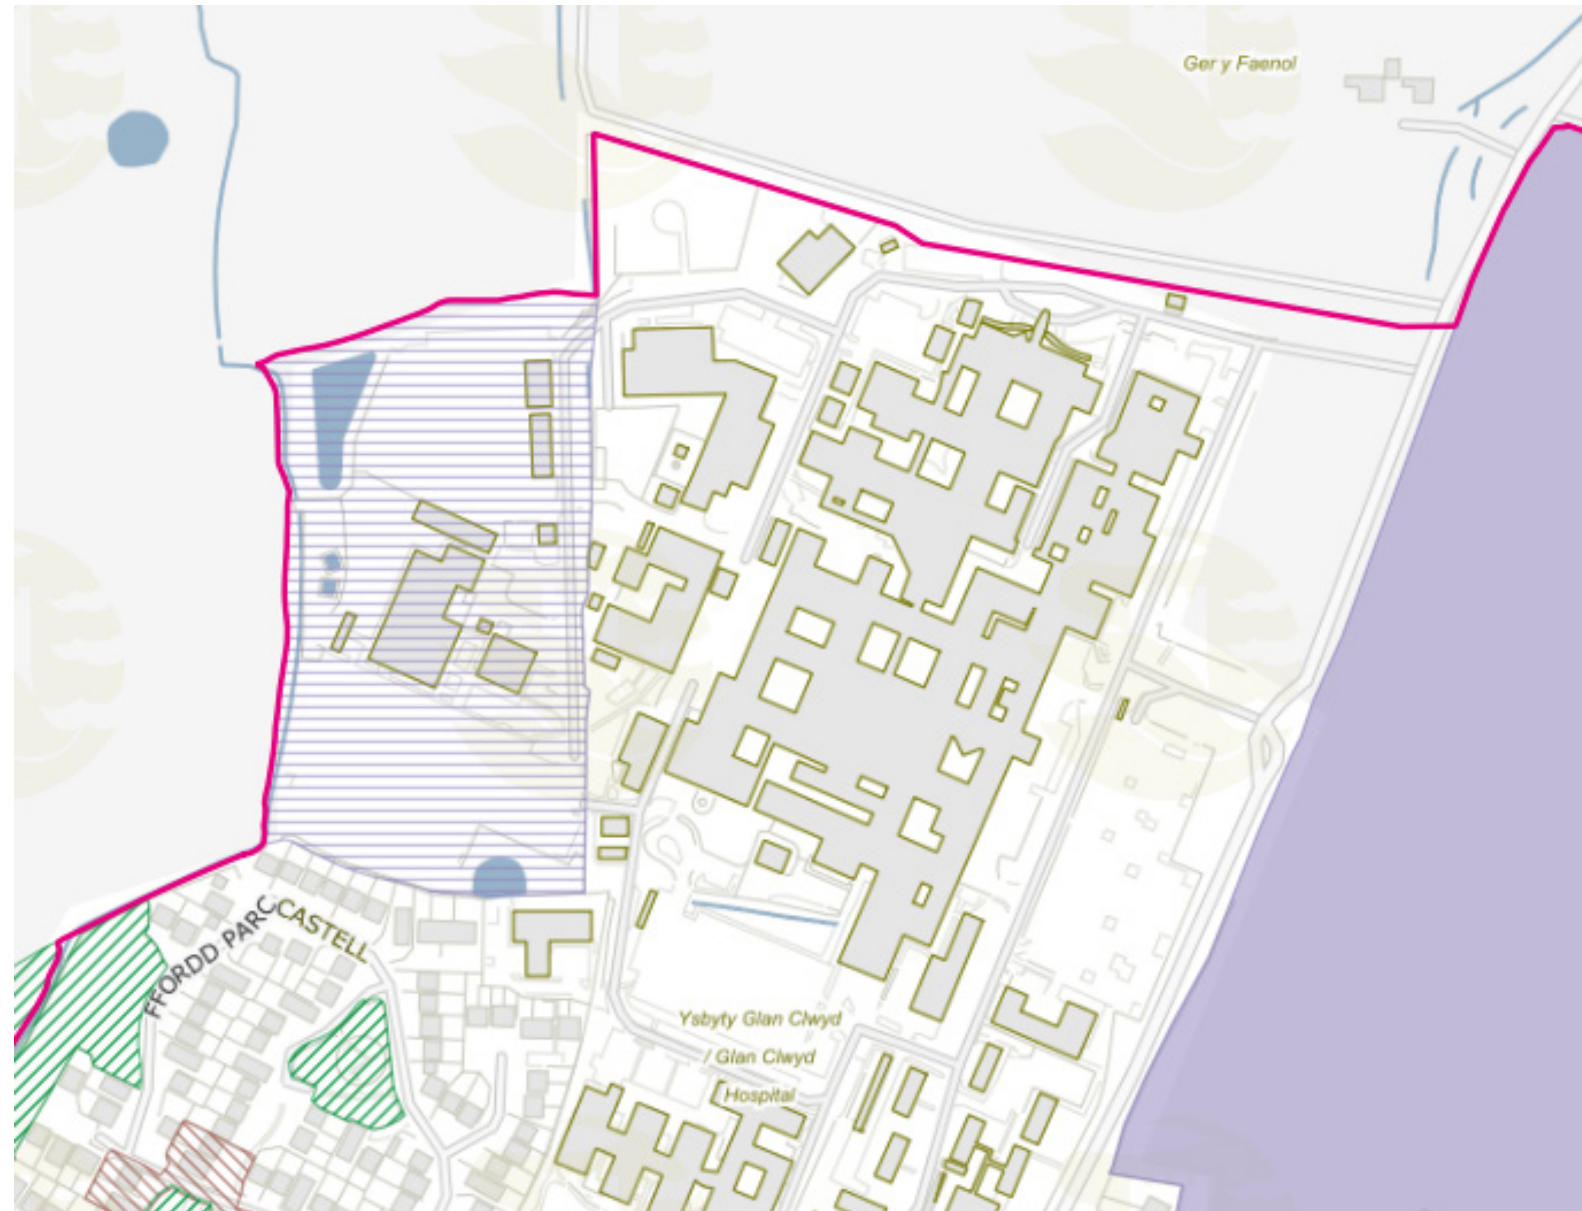 Ger y Faenol
FFORDD PARC
CASTELL
Ysbyty Glan Clwyd
/ Glan Clwyd
Hospital